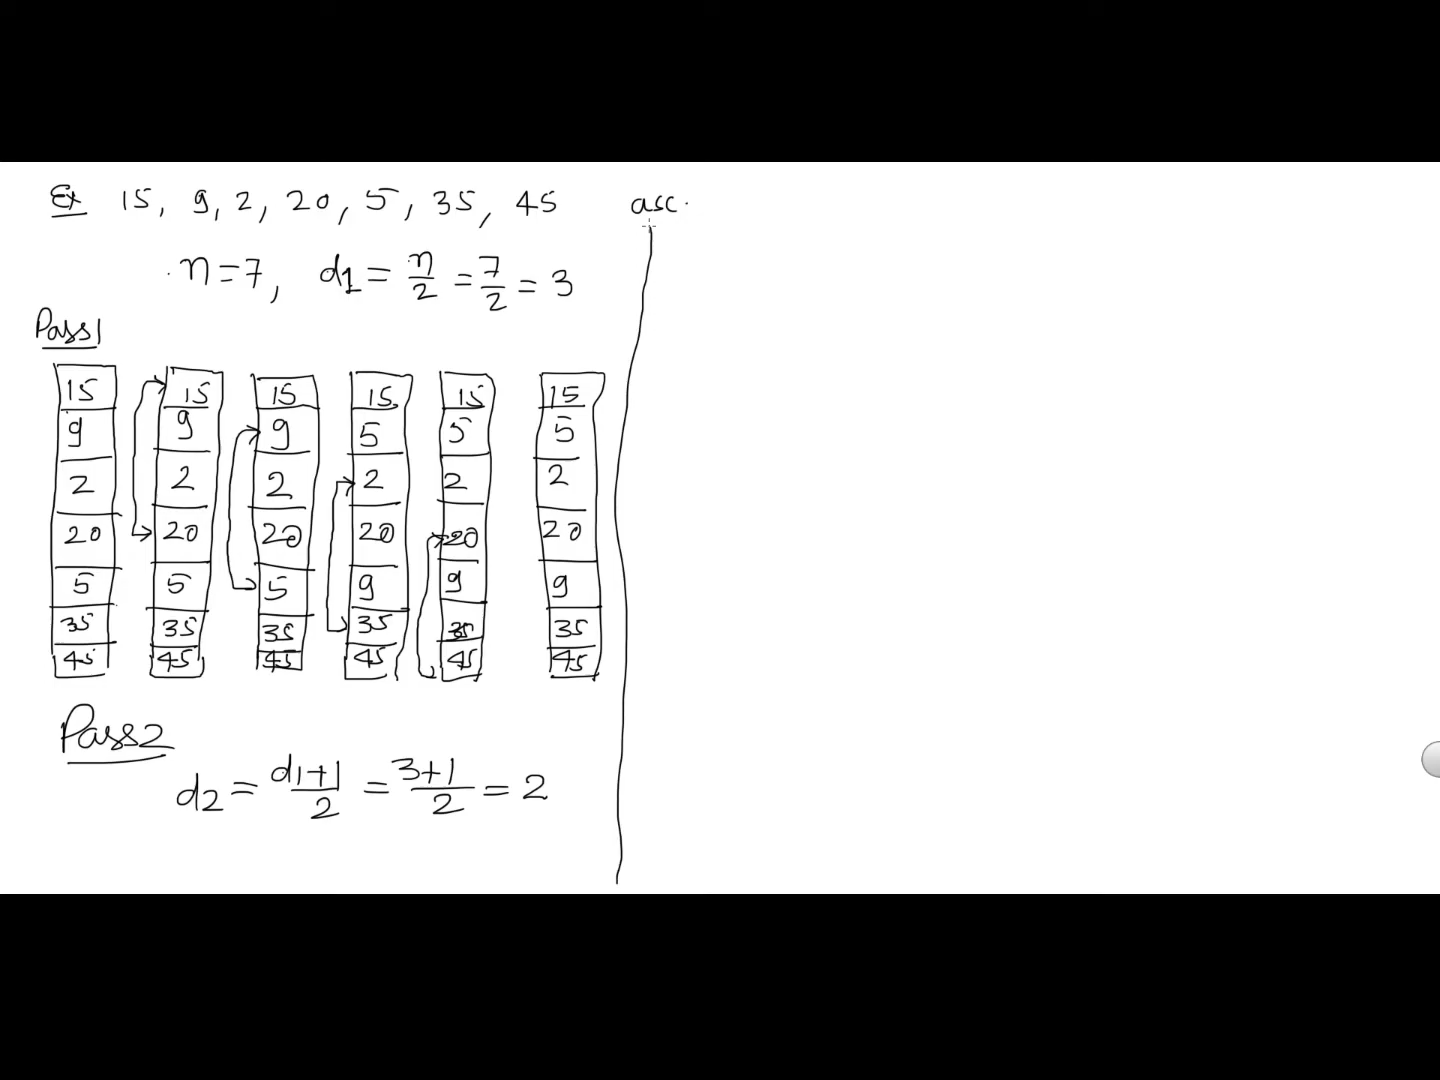 Ex 15, 9, 2, 20, 5, 35, 45 asc.
n=7, d1 = n/2 = 7/2 = 3
Pass1
15 15 15 15 15 15
9 9 9 5 5 5
2 2 2 2 2 2
20 20 20 20 20 20
5 5 5 9 9 9
35 35 35 35 35 35
45 45 45 45 45 45
Pass2
d2 = d1+1/2 = 3+1/2 = 2